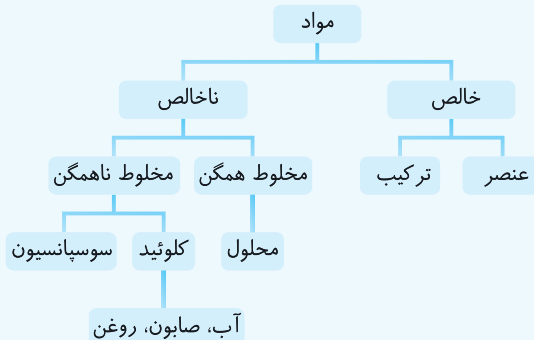 مواد
خالص
ناخالص
عنصر
ترکیب
مخلوط همگن
مخلوط ناهمگن
محلول
کلوئید
سوسپانسیون
آب، صابون، روغن